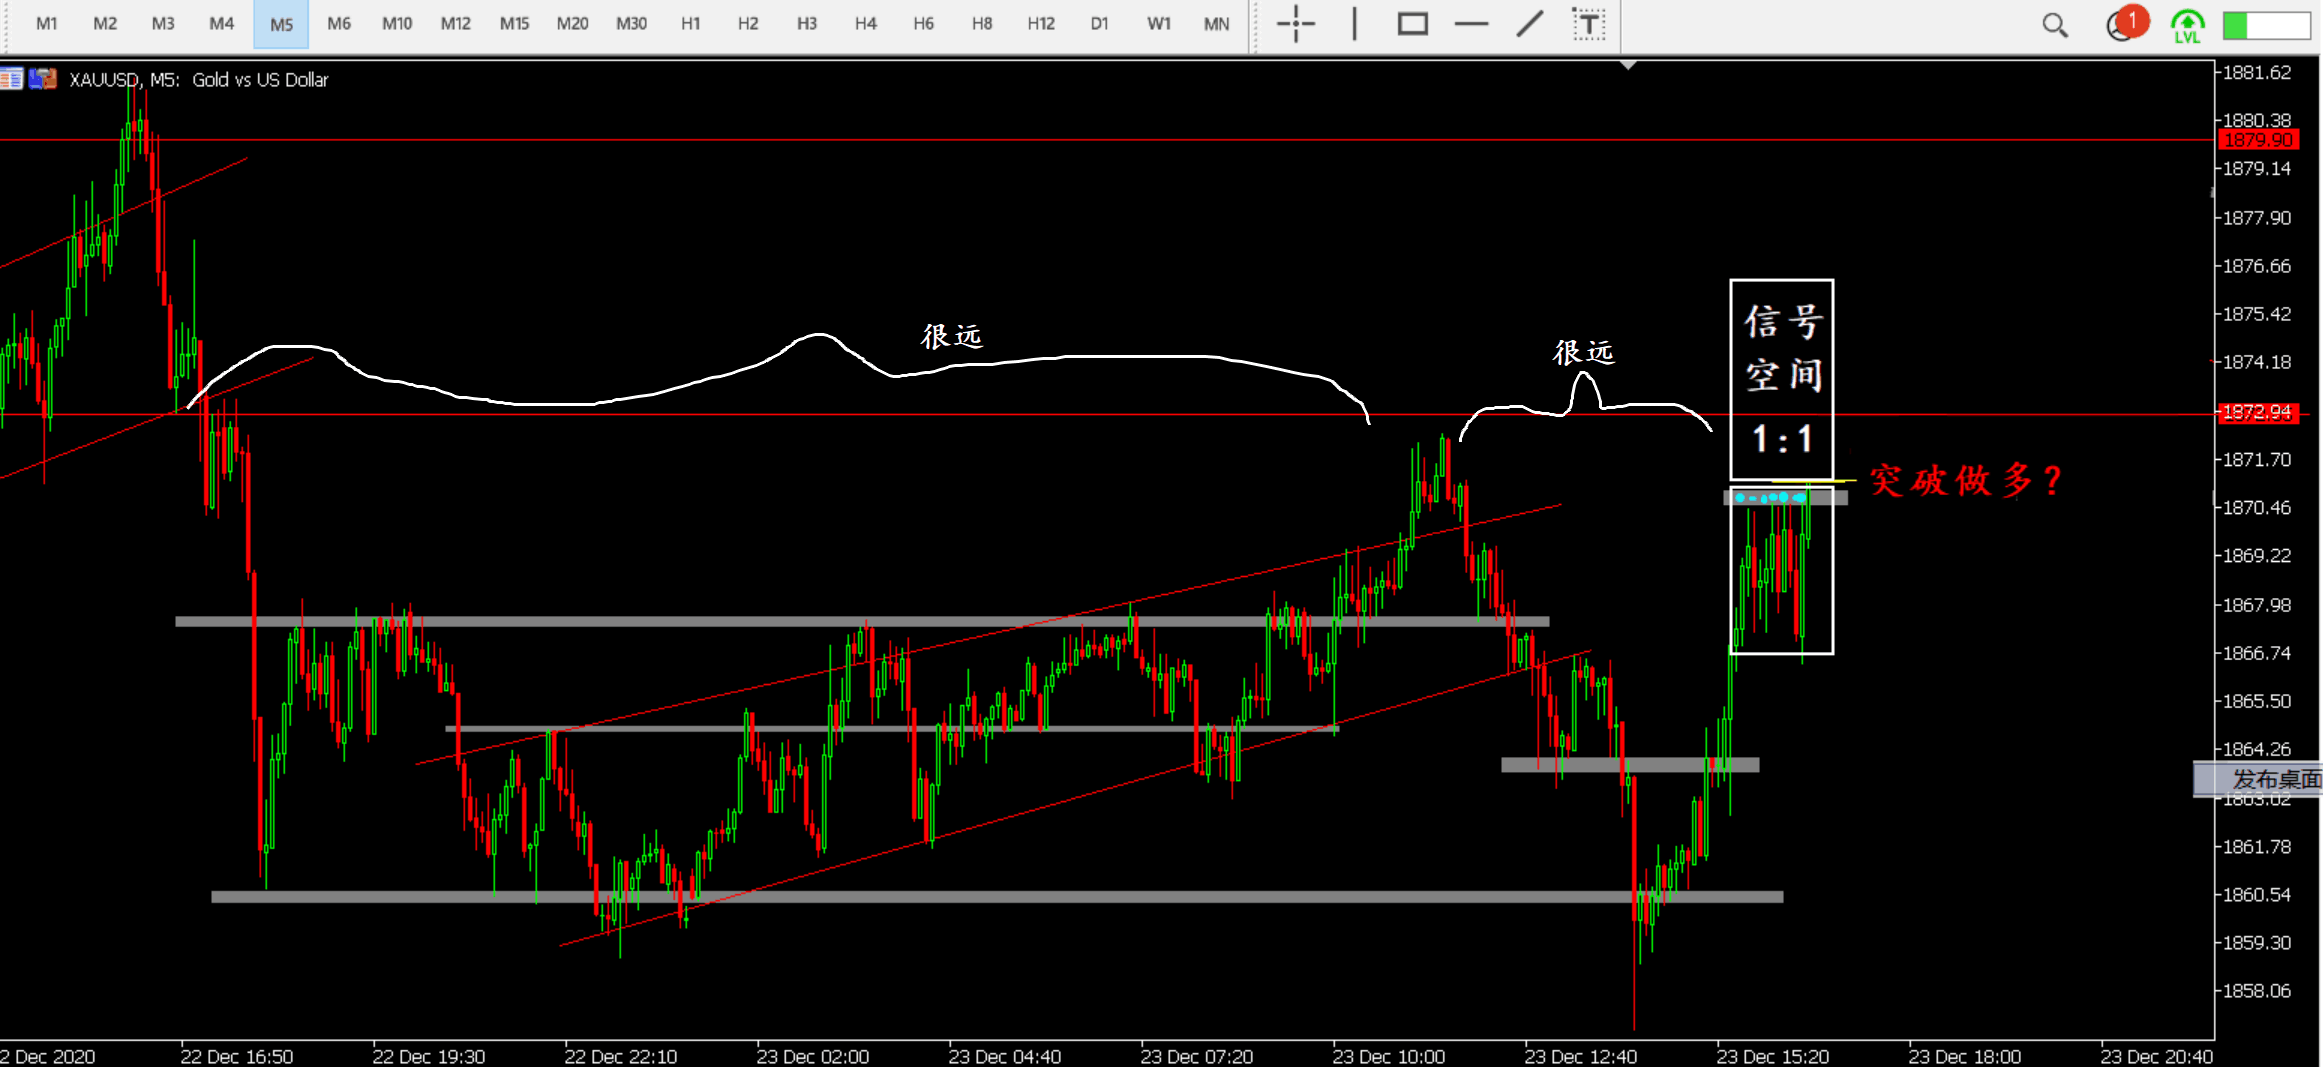 M1 M2 M3 M4 M5 M6 M10 M12 M15 M20 M30 H1 H2 H3 H4 H6 H8 H12 D1 W1 MN T 1 LVL
XAUUSD, M5: Gold vs US Dollar
1881.62
1880.38
1879.90
1879.14
1877.90
1876.66
1875.42
1874.18
1872.94
1871.70
1870.46
1869.22
1867.98
1866.74
1865.50
1864.26
1863.02
1861.78
1860.54
1859.30
1858.06
很远
很远
信号
空间
1:1
突破做多?
发布桌面
2 Dec 2020 22 Dec 16:50 22 Dec 19:30 22 Dec 22:10 23 Dec 02:00 23 Dec 04:40 23 Dec 07:20 23 Dec 10:00 23 Dec 12:40 23 Dec 15:20 23 Dec 18:00 23 Dec 20:40